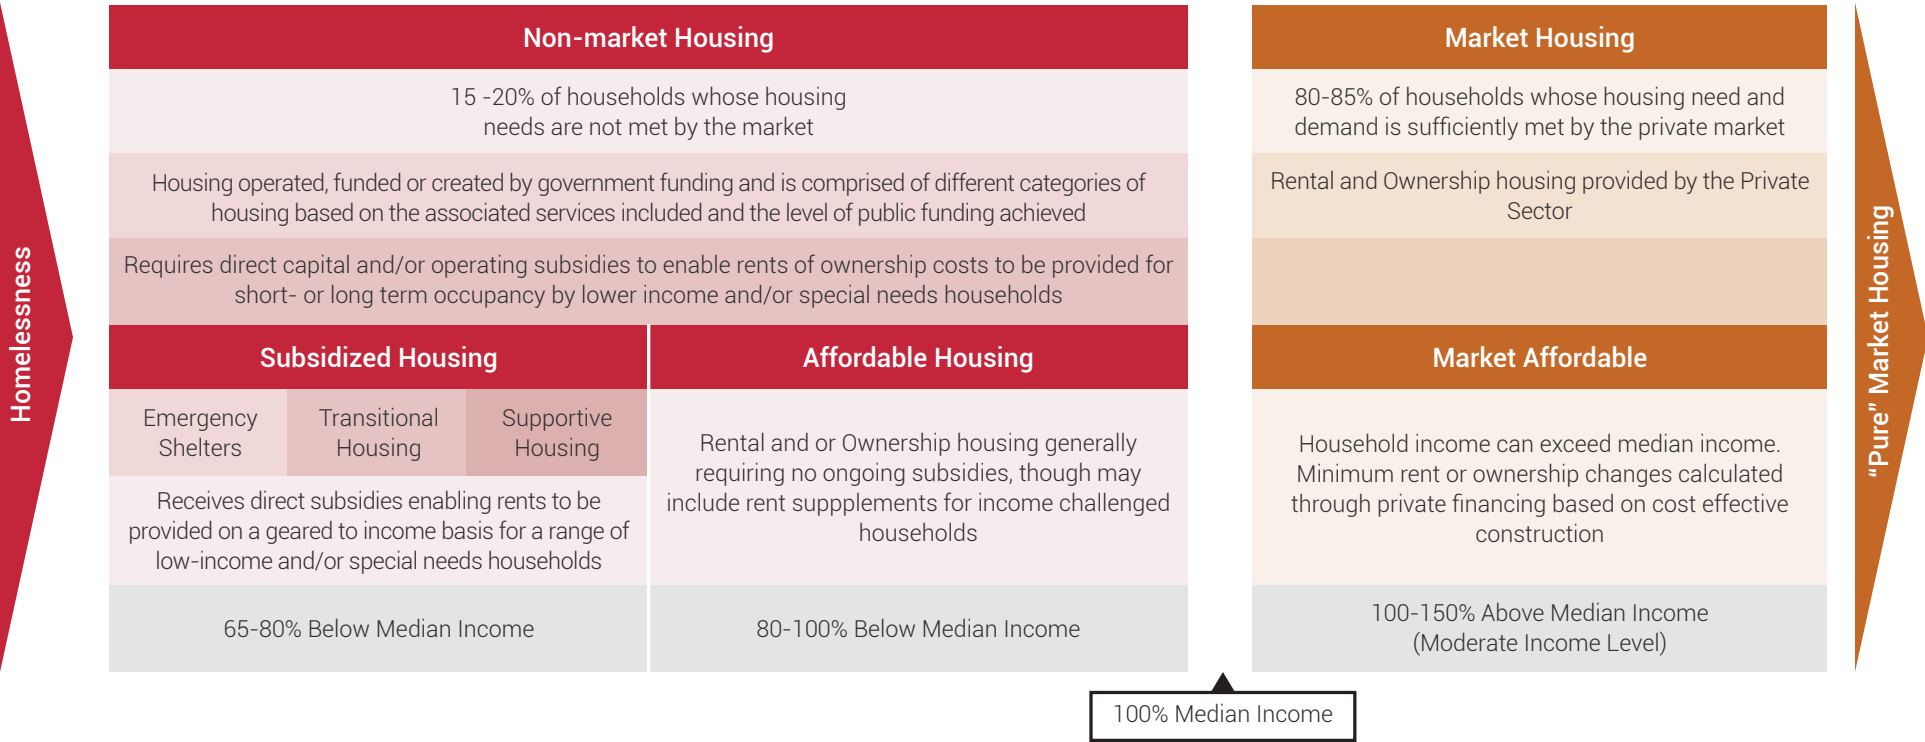 Homelessness
Non-market Housing
15 -20% of households whose housing
needs are not met by the market
Housing operated, funded or created by government funding and is comprised of different categories of
housing based on the associated services included and the level of public funding achieved
Requires direct capital and/or operating subsidies to enable rents of ownership costs to be provided for
short- or long term occupancy by lower income and/or special needs households
Subsidized Housing
Emergency
Shelters
Transitional
Housing
Supportive
Housing
Receives direct subsidies enabling rents to be
provided on a geared to income basis for a range of
low-income and/or special needs households
65-80% Below Median Income
Affordable Housing
Rental and or Ownership housing generally
requiring no ongoing subsidies, though may
include rent suppplements for income challenged
households
80-100% Below Median Income
Market Housing
80-85% of households whose housing need and
demand is sufficiently met by the private market
Rental and Ownership housing provided by the Private
Sector
Market Affordable
Household income can exceed median income.
Minimum rent or ownership changes calculated
through private financing based on cost effective
construction
100-150% Above Median Income
(Moderate Income Level)
"Pure" Market Housing
100% Median Income